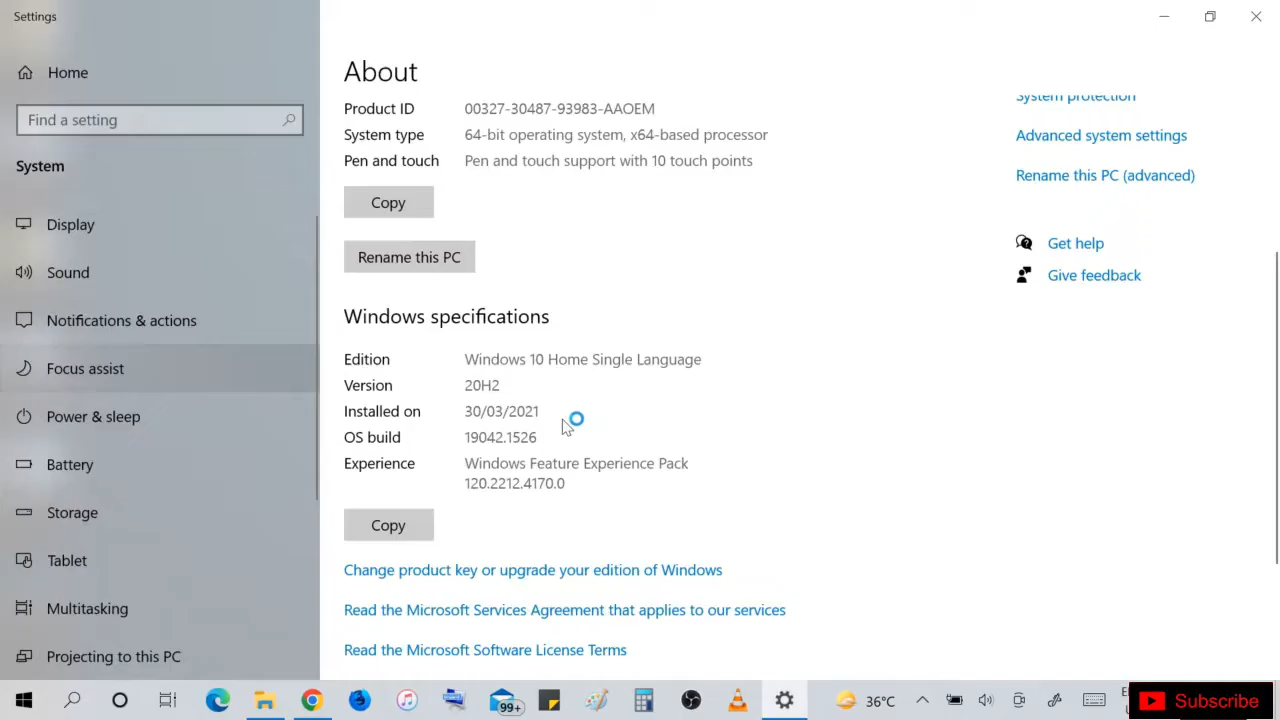 Settings
Home
Find a setting
System
Display
Sound
Notifications & actions
Focus assist
Power & sleep
Battery
Storage
Tablet
Multitasking
Projecting to this PC
About
Product ID 00327-30487-93983-AAOEM
System type 64-bit operating system, x64-based processor
Pen and touch Pen and touch support with 10 touch points
Copy
Rename this PC
Windows specifications
Edition Windows 10 Home Single Language
Version 20H2
Installed on 30/03/2021
OS build 19042.1526
Experience Windows Feature Experience Pack
120.2212.4170.0
Copy
Change product key or upgrade your edition of Windows
Read the Microsoft Services Agreement that applies to our services
Read the Microsoft Software License Terms
System protection
Advanced system settings
Rename this PC (advanced)
Get help
Give feedback
99+
36°C
Subscribe